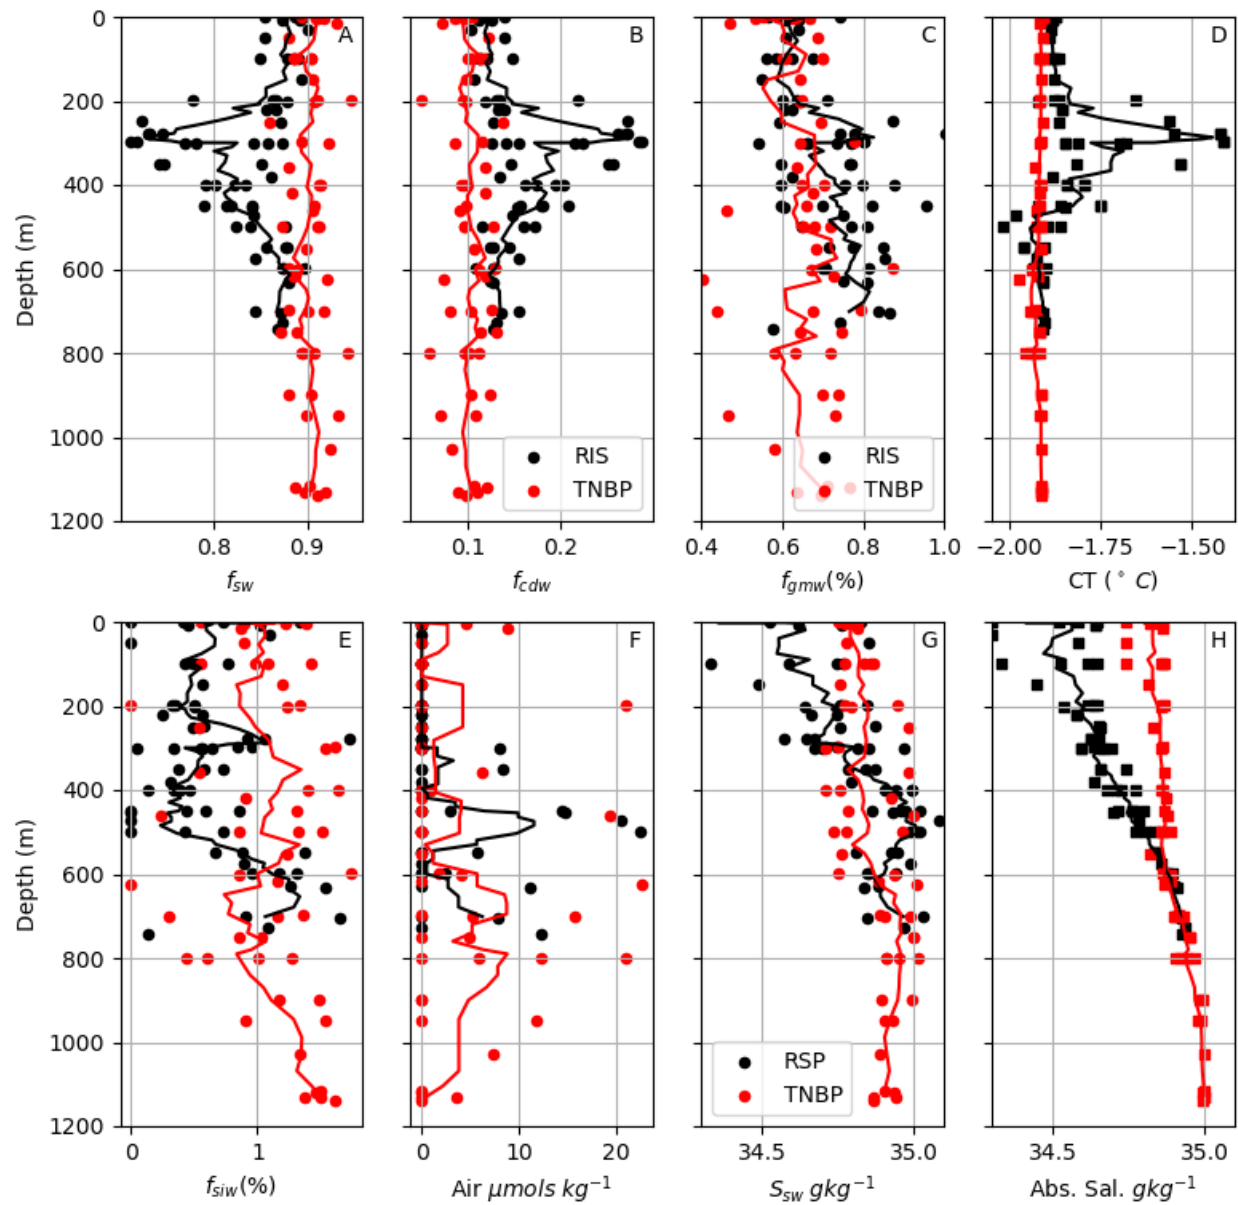 A
B
C
D
0
200
400
600
800
1000
1200
Depth (m)
RIS
TNBP
RIS
TNBP
0.8 0.9
0.1 0.2
0.4 0.6 0.8 1.0
−2.00 −1.75 −1.50
f_sw
f_cdw
f_gmw(%)
CT (° C)
E
F
G
H
0
200
400
600
800
1000
1200
Depth (m)
RSP
TNBP
0 1
0 10 20
34.5 35.0
34.5 35.0
f_siw(%)
Air μmols kg⁻¹
S_sw gkg⁻¹
Abs. Sal. gkg⁻¹